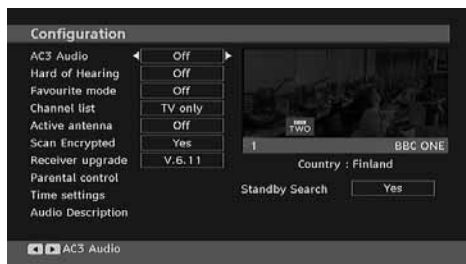 Configuration
AC3 Audio Off
Hard of Hearing Off
Favourite mode Off
Channel list TV only
Active antenna Off
Scan Encrypted Yes
Receiver upgrade V.6.11
Parental control
Time settings
Audio Description
BBC
TWO
1 BBC ONE
Country : Finland
Standby Search Yes
AC3 Audio